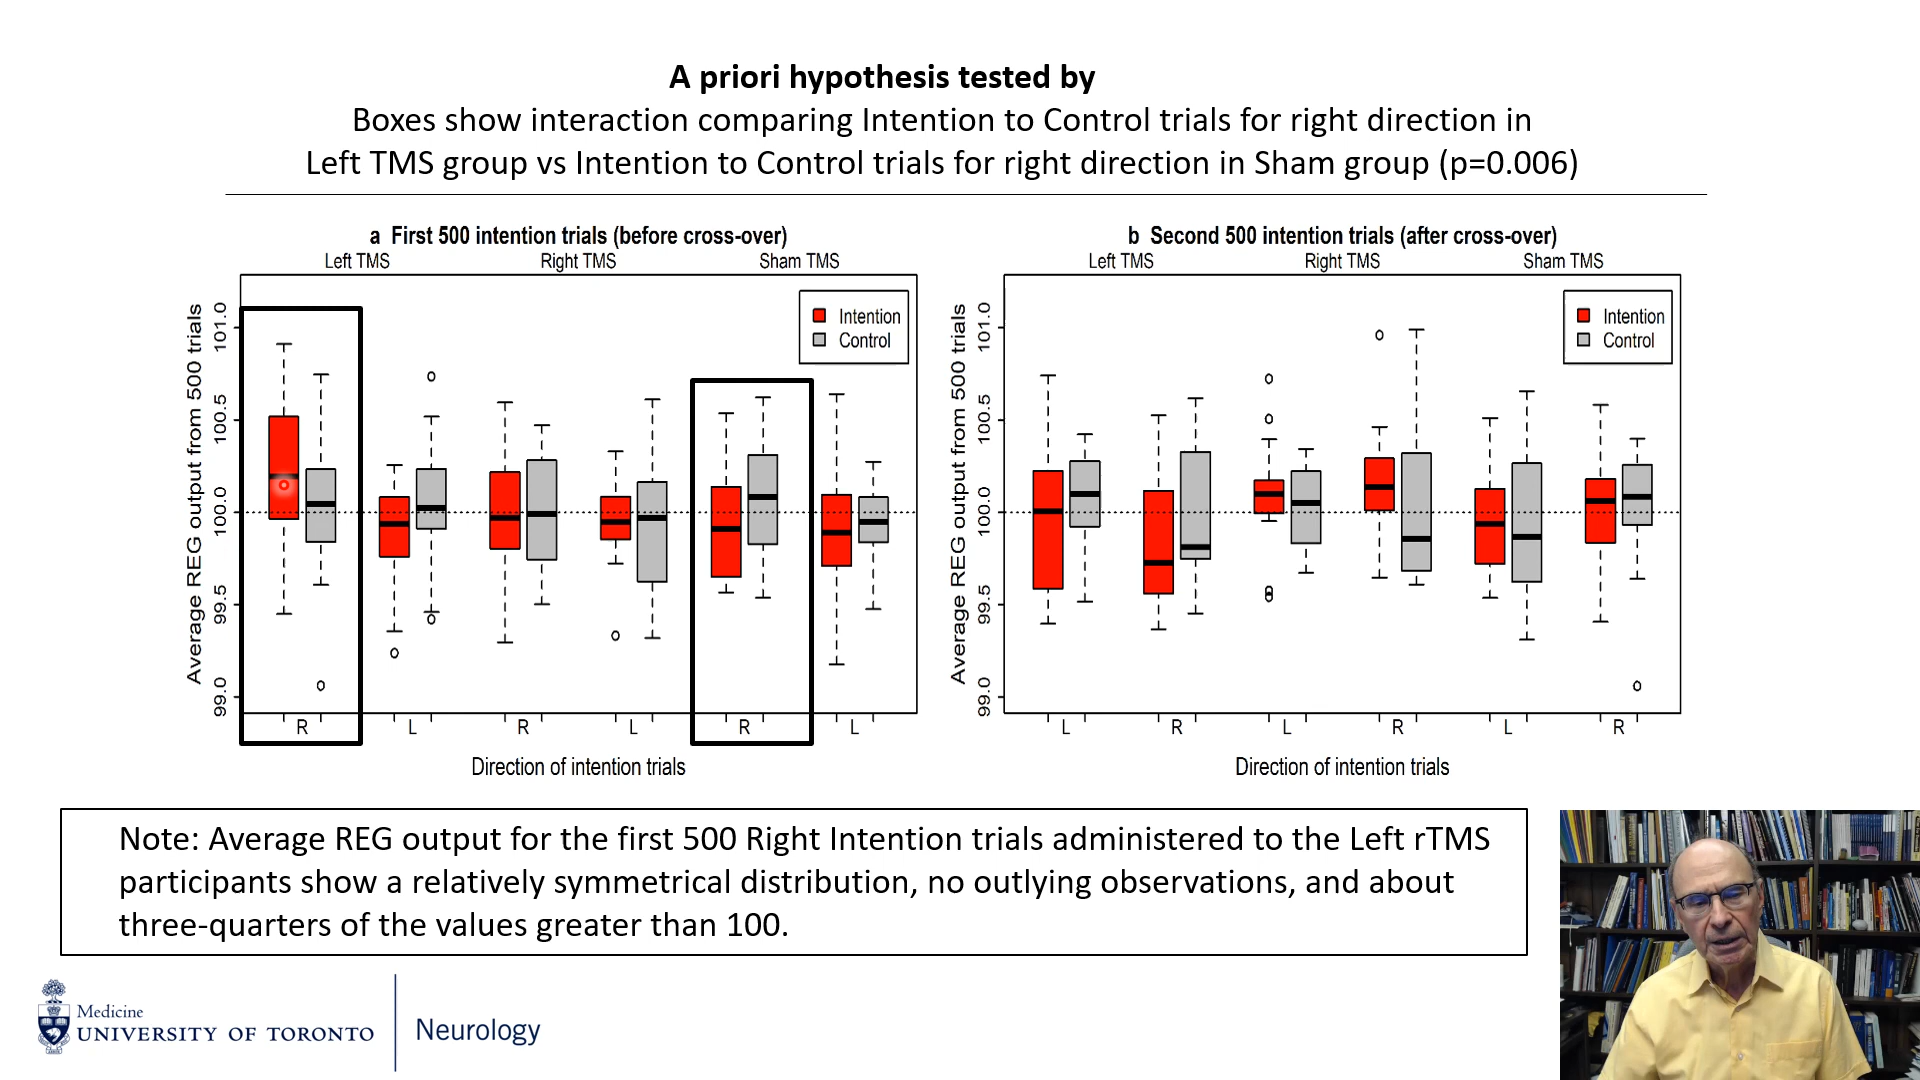 A priori hypothesis tested by
Boxes show interaction comparing Intention to Control trials for right direction in
Left TMS group vs Intention to Control trials for right direction in Sham group (p=0.006)
a First 500 intention trials (before cross-over)
Left TMS Right TMS Sham TMS
Intention
Control
Average REG output from 500 trials
101.0
100.5
100.0
99.5
99.0
R L R L R L
Direction of intention trials
b Second 500 intention trials (after cross-over)
Left TMS Right TMS Sham TMS
Intention
Control
Average REG output from 500 trials
101.0
100.5
100.0
99.5
99.0
L R L R L R
Direction of intention trials
Note: Average REG output for the first 500 Right Intention trials administered to the Left rTMS
participants show a relatively symmetrical distribution, no outlying observations, and about
three-quarters of the values greater than 100.
Medicine
UNIVERSITY OF TORONTO
Neurology